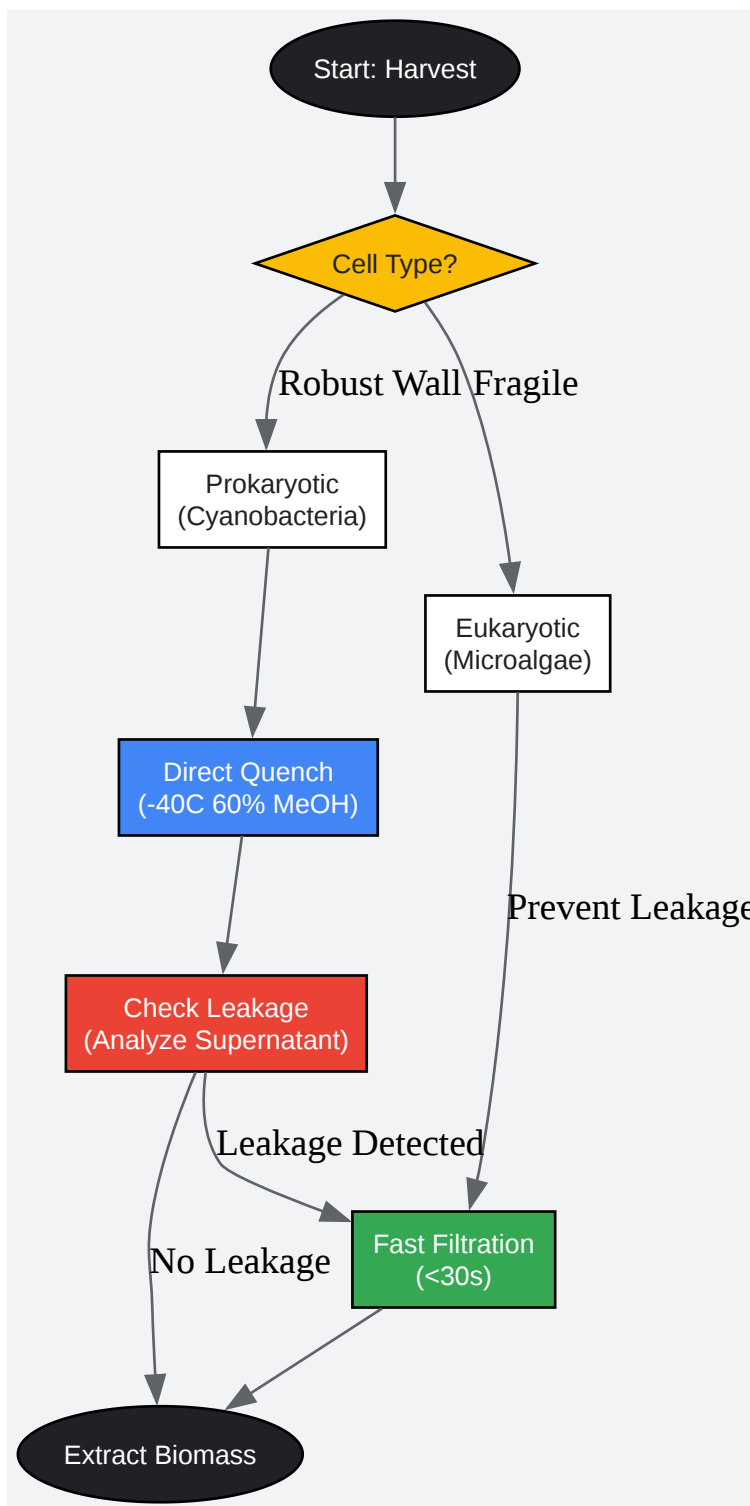 Start: Harvest
Cell Type?
Robust Wall
Fragile
Prokaryotic
(Cyanobacteria)
Eukaryotic
(Microalgae)
Direct Quench
(-40C 60% MeOH)
Prevent Leakage
Check Leakage
(Analyze Supernatant)
Leakage Detected
Fast Filtration
(<30s)
No Leakage
Extract Biomass